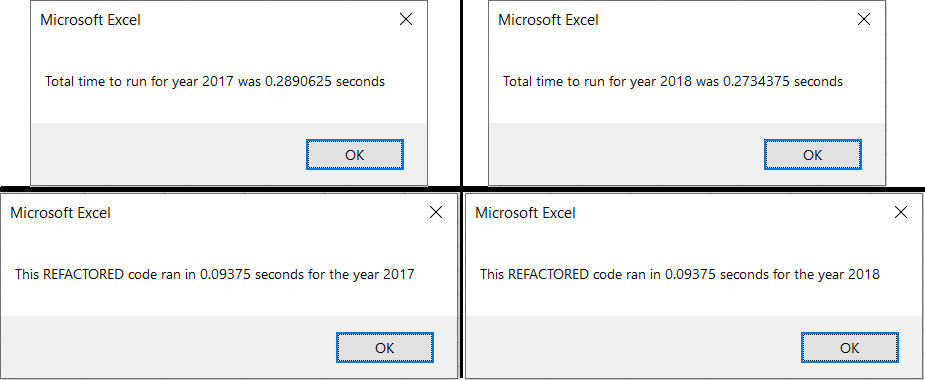 Microsoft Excel
Total time to run for year 2017 was 0.2890625 seconds
OK
Microsoft Excel
Total time to run for year 2018 was 0.2734375 seconds
OK
Microsoft Excel
This REFACTORED code ran in 0.09375 seconds for the year 2017
OK
Microsoft Excel
This REFACTORED code ran in 0.09375 seconds for the year 2018
OK